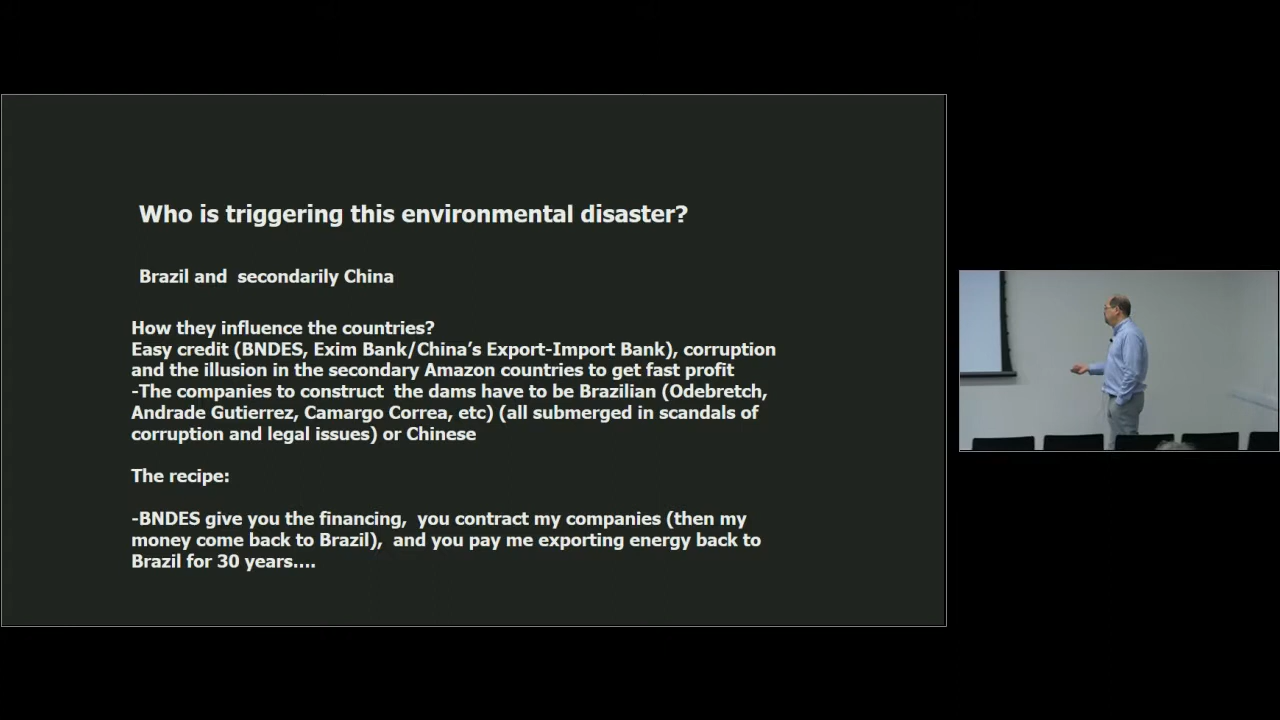 Who is triggering this environmental disaster?
Brazil and  secondarily China
How they influence the countries?
Easy credit (BNDES, Exim Bank/China’s Export-Import Bank), corruption
and the illusion in the secondary Amazon countries to get fast profit
-The companies to construct  the dams have to be Brazilian (Odebretch,
Andrade Gutierrez, Camargo Correa, etc) (all submerged in scandals of
corruption and legal issues) or Chinese
The recipe:
-BNDES give you the financing,  you contract my companies (then my
money come back to Brazil),  and you pay me exporting energy back to
Brazil for 30 years….